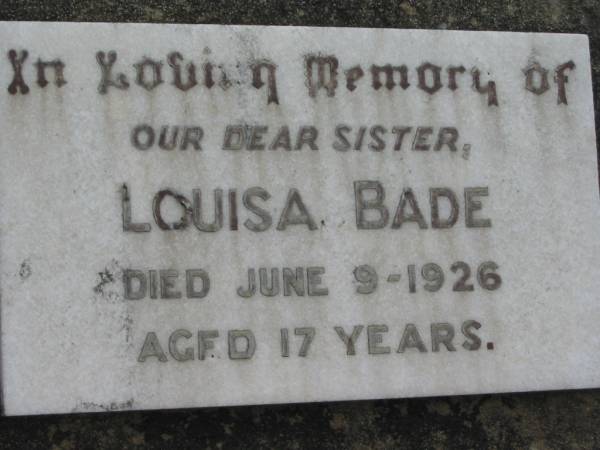 In Loving Memory of
OUR DEAR SISTER,
LOUISA BADE
DIED JUNE 9-1926
AGED 17 YEARS.